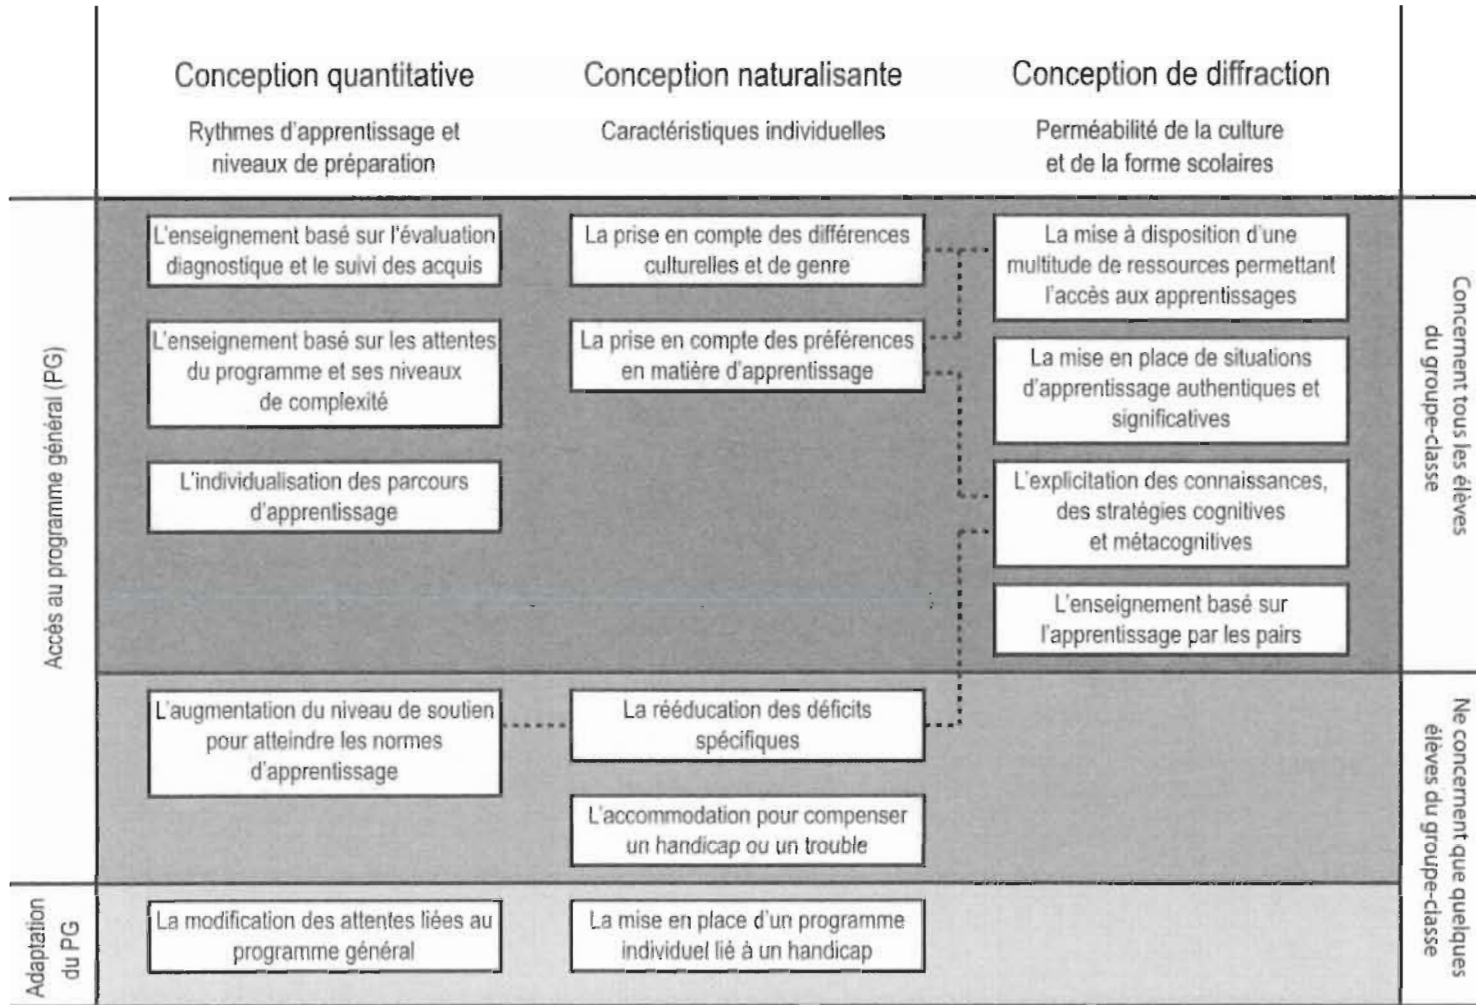 Conception quantitative
Rythmes d'apprentissage et
niveaux de préparation
Conception naturalisante
Caractéristiques individuelles
Conception de diffraction
Perméabilité de la culture
et de la forme scolaires
Accès au programme général (PG)
L'enseignement basé sur l'évaluation
diagnostique et le suivi des acquis
L'enseignement basé sur les attentes
du programme et ses niveaux
de complexité
L'individualisation des parcours
d'apprentissage
La prise en compte des différences
culturelles et de genre
La prise en compte des préférences
en matière d'apprentissage
La mise à disposition d'une
multitude de ressources permettant
l'accès aux apprentissages
La mise en place de situations
d'apprentissage authentiques et
significatives
L'explicitation des connaissances,
des stratégies cognitives
et métacognitives
L'enseignement basé sur
l'apprentissage par les pairs
Concernent tous les élèves
du groupe-classe
L'augmentation du niveau de soutien
pour atteindre les normes
d'apprentissage
La rééducation des déficits
spécifiques
L'accommodation pour compenser
un handicap ou un trouble
Ne concernent que quelques
élèves du groupe-classe
Adaptation
du PG
La modification des attentes liées au
programme général
La mise en place d'un programme
individuel lié à un handicap